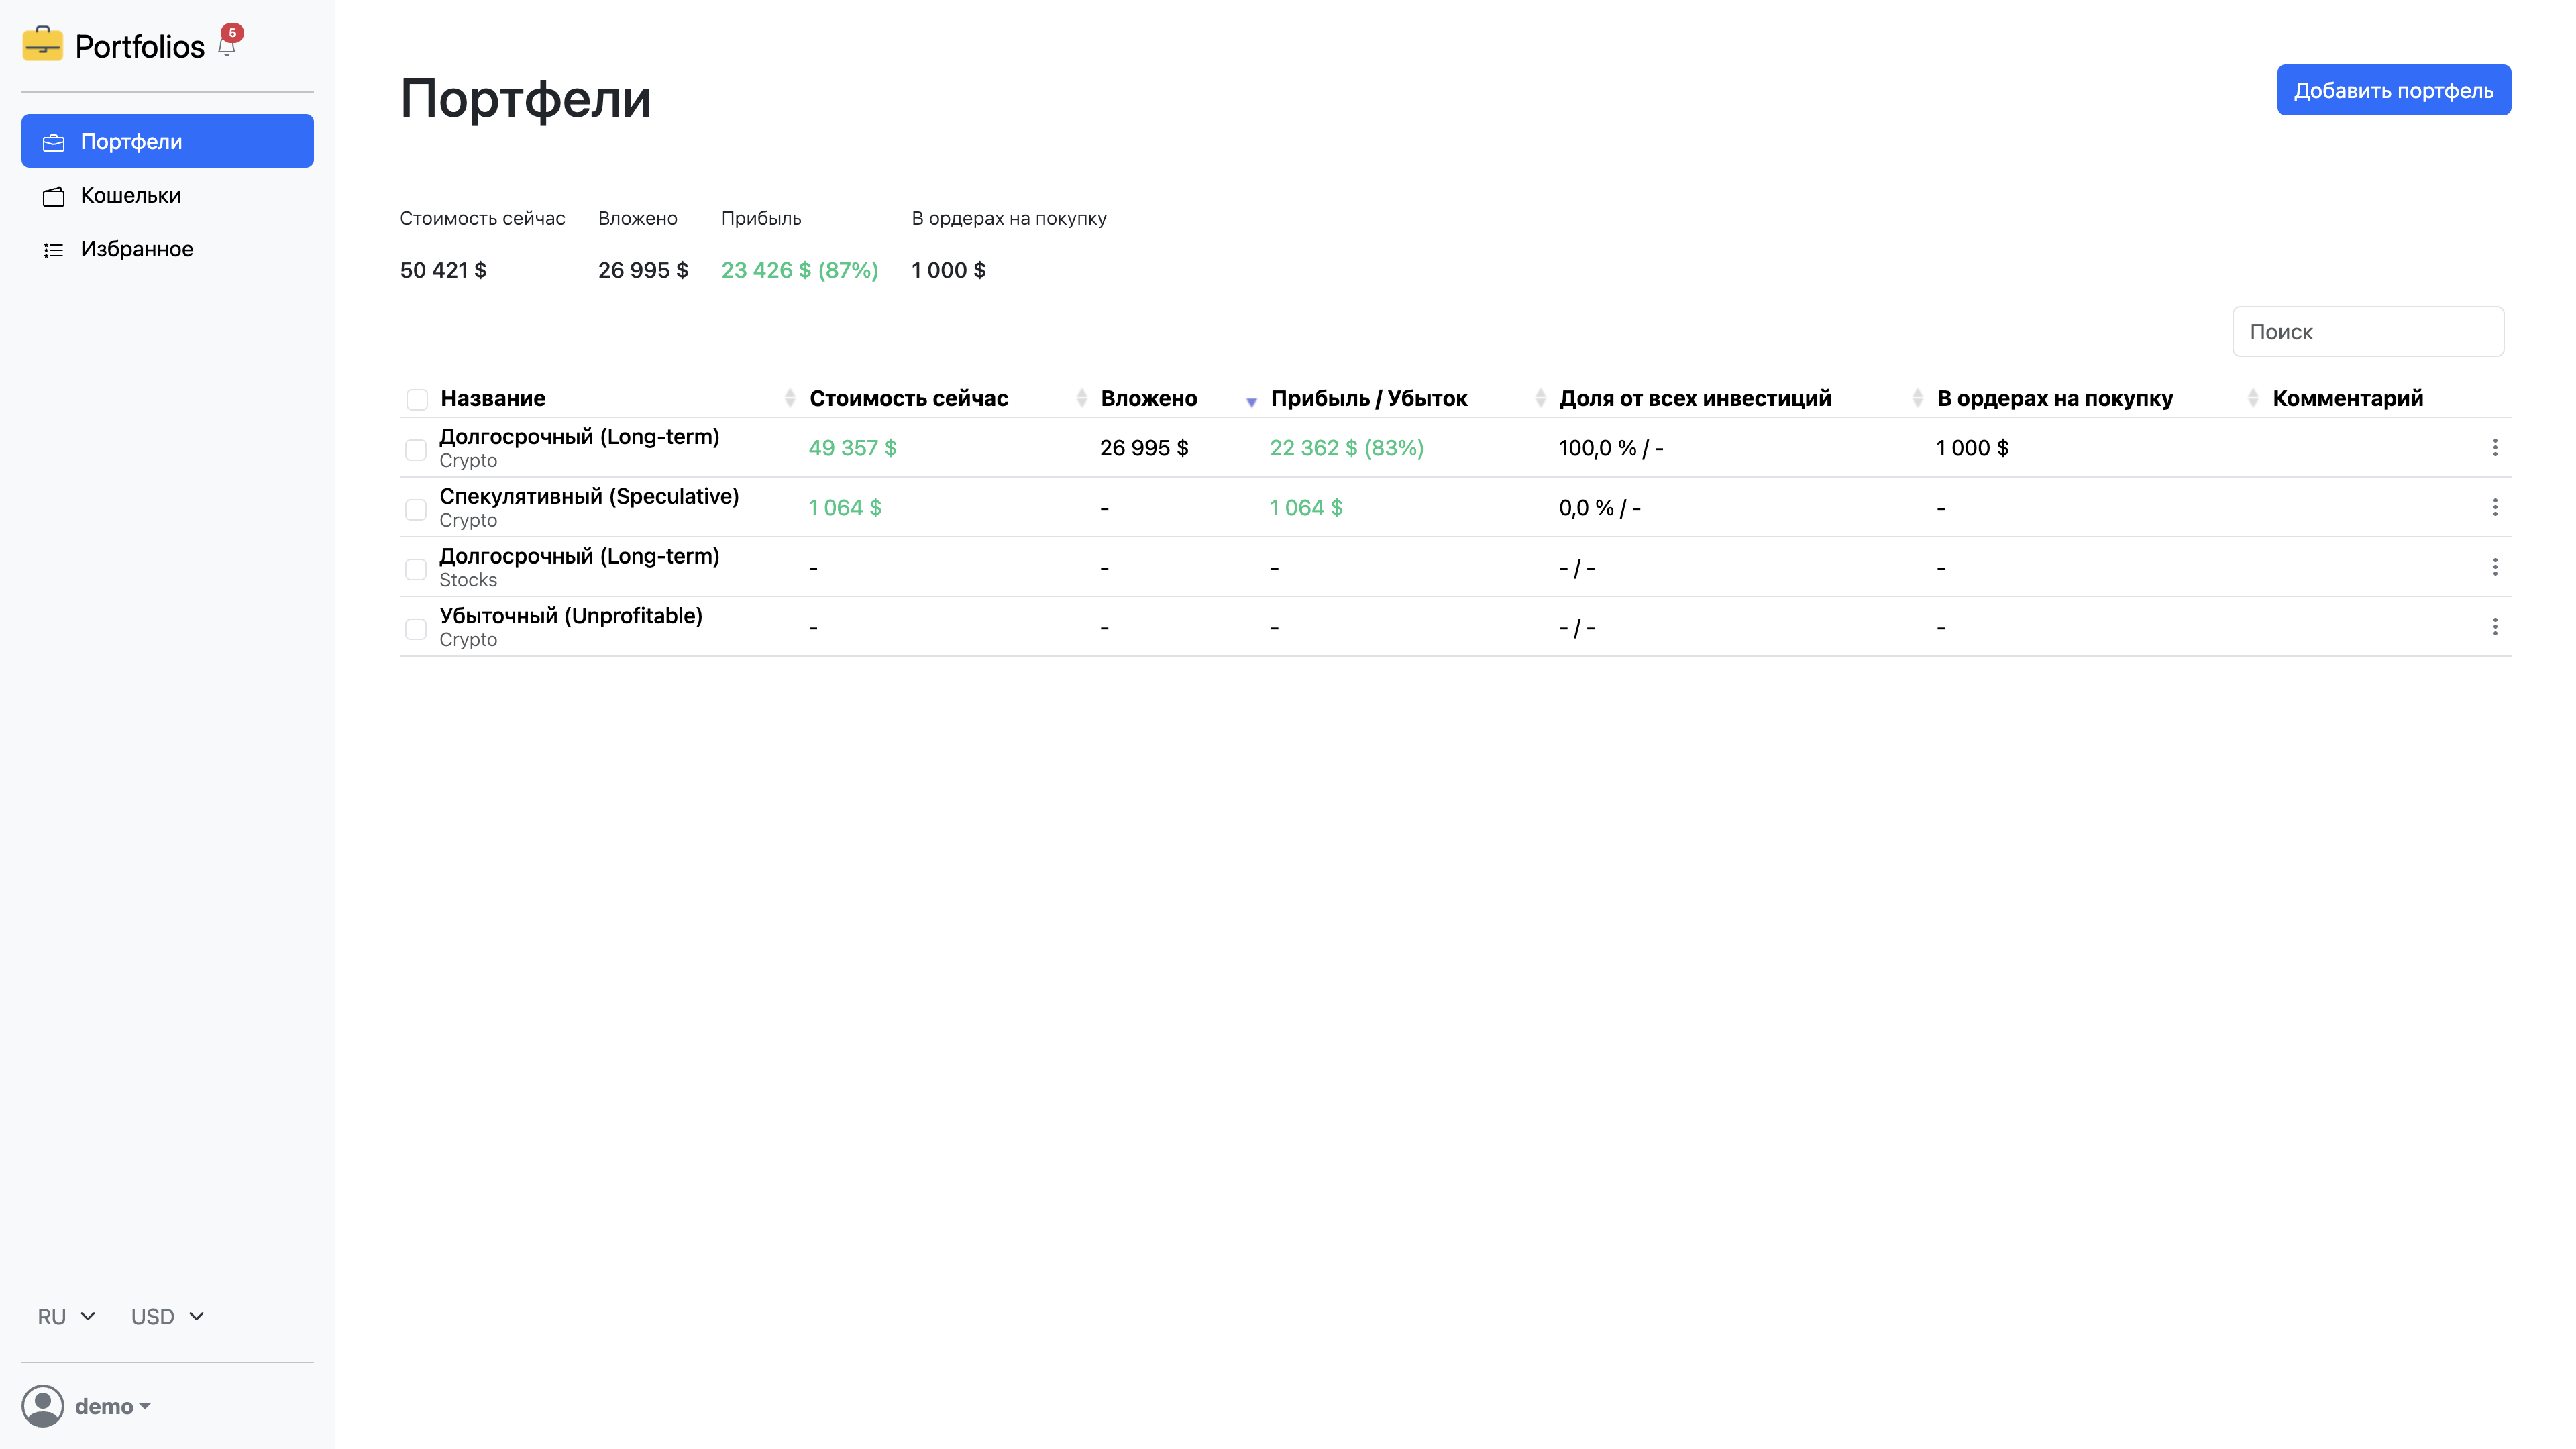 Portfolios 5
Портфели
Кошельки
Избранное
Портфели
Добавить портфель
Стоимость сейчас Вложено Прибыль В ордерах на покупку
50 421 $ 26 995 $ 23 426 $ (87%) 1 000 $
Поиск
Название Стоимость сейчас Вложено Прибыль / Убыток Доля от всех инвестиций В ордерах на покупку Комментарий
Долгосрочный (Long-term) 49 357 $ 26 995 $ 22 362 $ (83%) 100,0 % / - 1 000 $
Crypto
Спекулятивный (Speculative) 1 064 $ - 1 064 $ 0,0 % / - -
Crypto
Долгосрочный (Long-term) - - - - / - -
Stocks
Убыточный (Unprofitable) - - - - / - -
Crypto
RU USD
demo